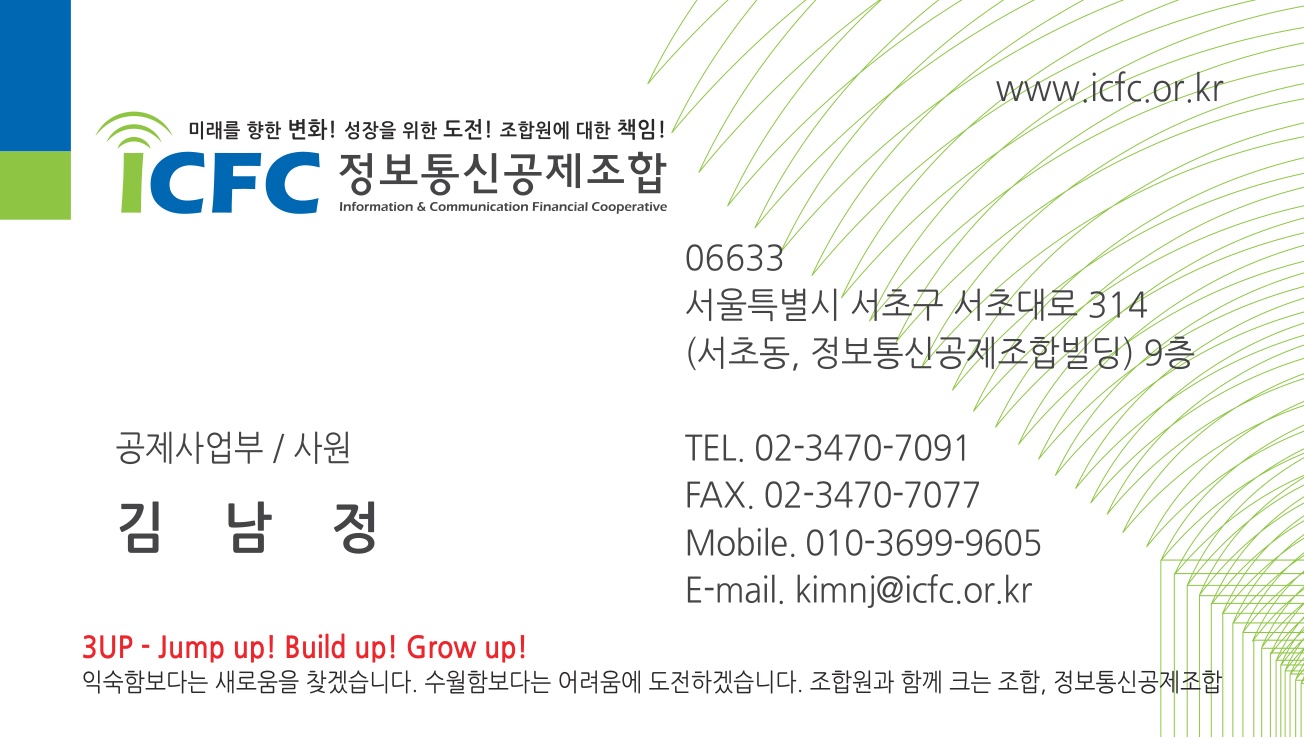 www.icfc.or.kr
미래를 향한 변화! 성장을 위한 도전! 조합원에 대한 책임!
iCFC 정보통신공제조합
Information & Communication Financial Cooperative
06633
서울특별시 서초구 서초대로 314
(서초동, 정보통신공제조합빌딩) 9층
공제사업부 / 사원
김 남 정
TEL. 02-3470-7091
FAX. 02-3470-7077
Mobile. 010-3699-9605
E-mail. kimnj@icfc.or.kr
3UP - Jump up! Build up! Grow up!
익숙함보다는 새로움을 찾겠습니다. 수월함보다는 어려움에 도전하겠습니다. 조합원과 함께 크는 조합, 정보통신공제조합